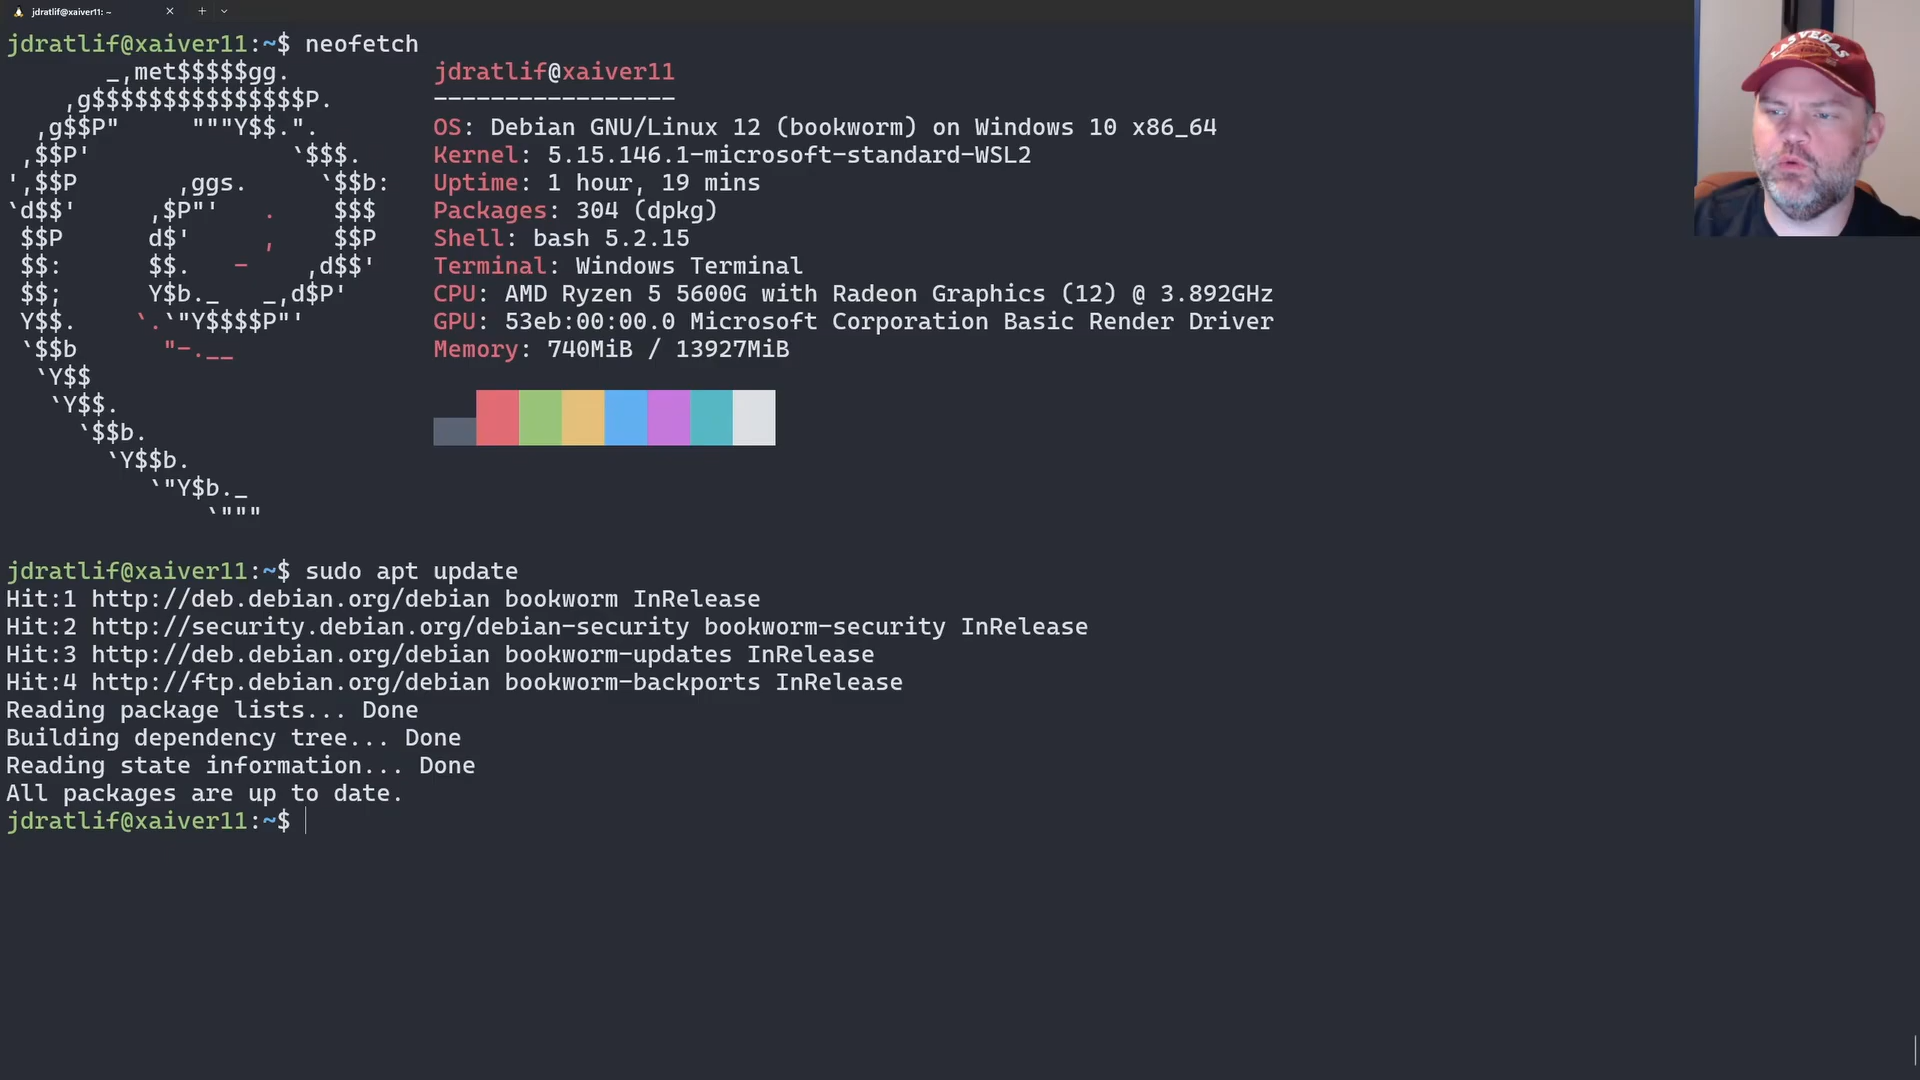 jdratlif@xaiver11: ~
jdratlif@xaiver11:~$ neofetch
       _,met$$$$$gg.          jdratlif@xaiver11
    ,g$$$$$$$$$$$$$$$P.       -----------------
  ,g$$P"     """Y$$.".        OS: Debian GNU/Linux 12 (bookworm) on Windows 10 x86_64
 ,$$P'              `$$$.     Kernel: 5.15.146.1-microsoft-standard-WSL2
',$$P       ,ggs.     `$$b:   Uptime: 1 hour, 19 mins
`d$$'     ,$P"'   .    $$$    Packages: 304 (dpkg)
 $$P      d$'     ,    $$P    Shell: bash 5.2.15
 $$:      $$.   -    ,d$$'    Terminal: Windows Terminal
 $$;      Y$b._   _,d$P'      CPU: AMD Ryzen 5 5600G with Radeon Graphics (12) @ 3.892GHz
 Y$$.    `.`"Y$$$$P"'         GPU: 53eb:00:00.0 Microsoft Corporation Basic Render Driver
 `$$b      "-.__              Memory: 740MiB / 13927MiB
  `Y$$
   `Y$$.
     `$$b.
       `Y$$b.
          `"Y$b._
              `"""
jdratlif@xaiver11:~$ sudo apt update
Hit:1 http://deb.debian.org/debian bookworm InRelease
Hit:2 http://security.debian.org/debian-security bookworm-security InRelease
Hit:3 http://deb.debian.org/debian bookworm-updates InRelease
Hit:4 http://ftp.debian.org/debian bookworm-backports InRelease
Reading package lists... Done
Building dependency tree... Done
Reading state information... Done
All packages are up to date.
jdratlif@xaiver11:~$
LAS VEGAS